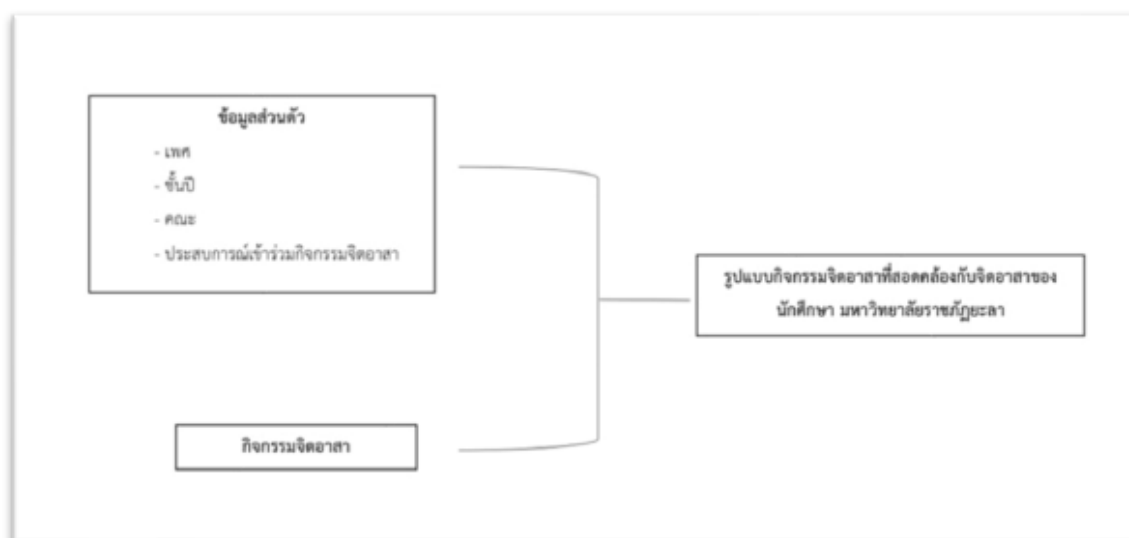 ข้อมูลส่วนตัว
- เพศ
- ชั้นปี
- คณะ
- ประสบการณ์เข้าร่วมกิจกรรมจิตอาสา
รูปแบบกิจกรรมจิตอาสาที่สอดคล้องกับจิตอาสาของ
นักศึกษา มหาวิทยาลัยราชภัฏยะลา
กิจกรรมจิตอาสา